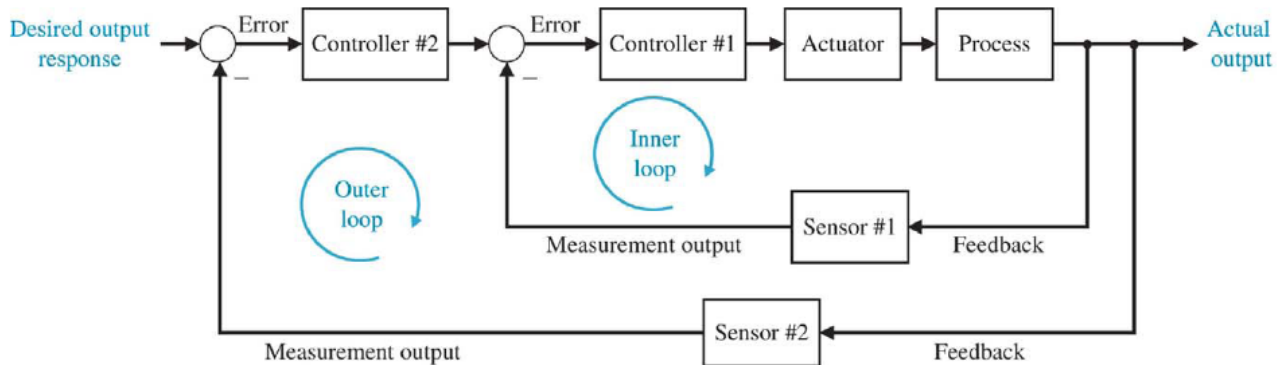 Desired output
response
Error
Controller #2
Error
Controller #1
Actuator
Process
Actual
output
−
−
Inner
loop
Outer
loop
Measurement output
Sensor #1
Feedback
Measurement output
Sensor #2
Feedback